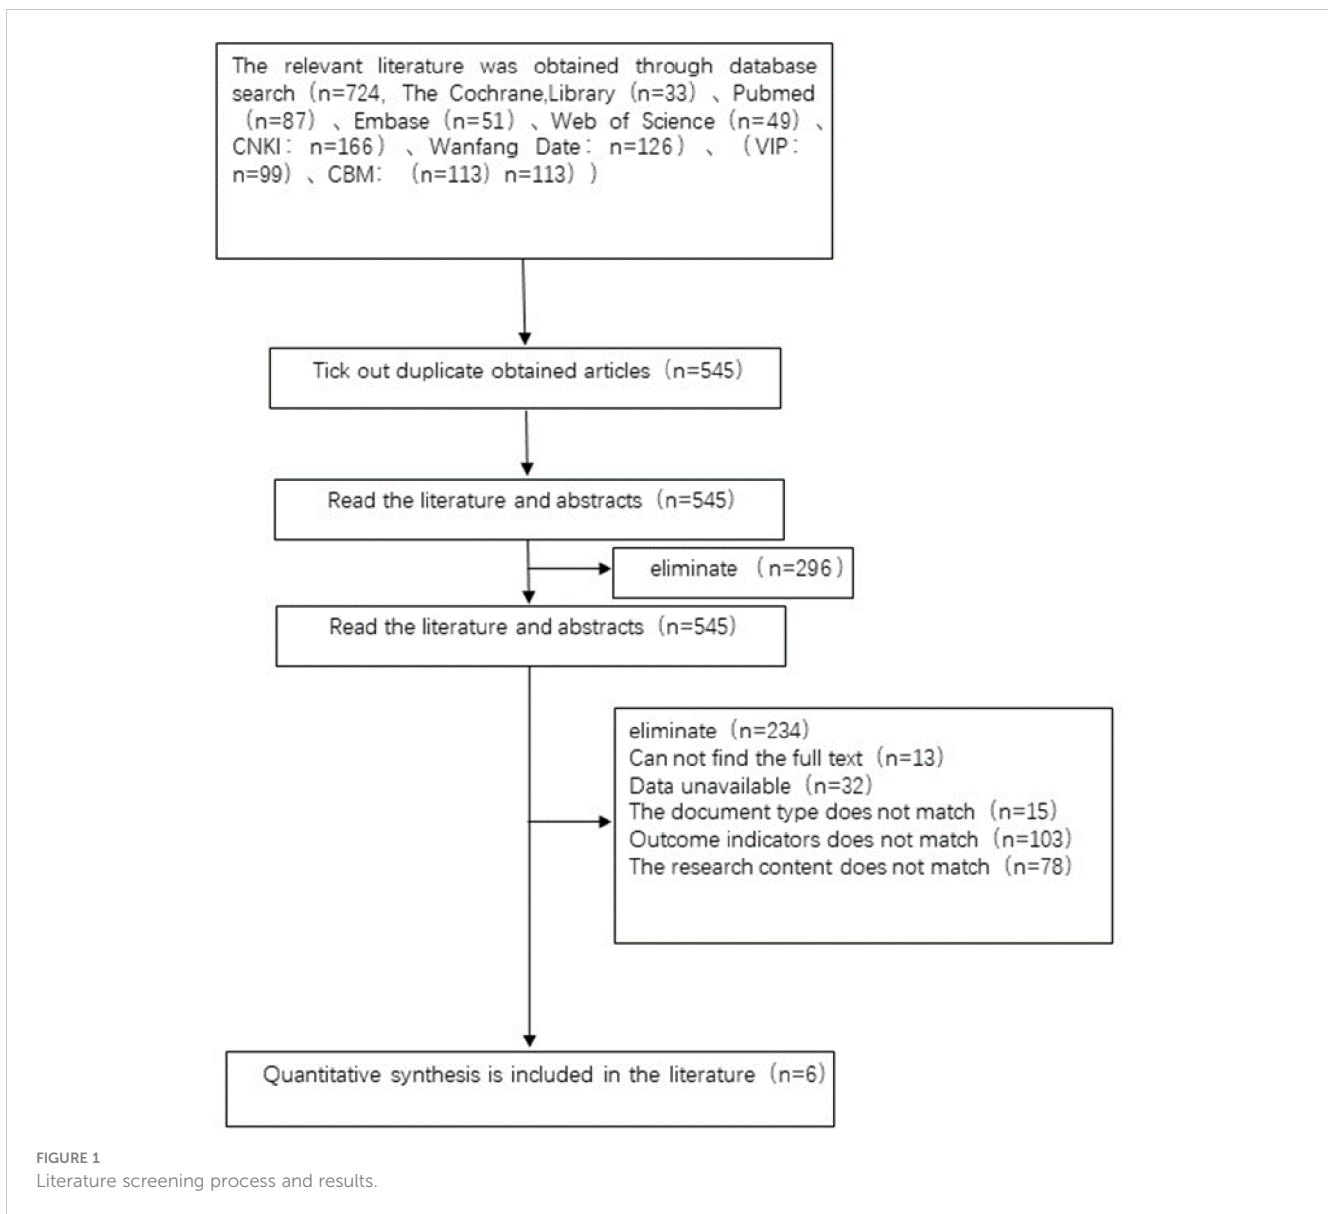 The relevant literature was obtained through database
search（n=724, The Cochrane,Library（n=33）、Pubmed
（n=87）、Embase（n=51）、Web of Science（n=49）、
CNKI：n=166）、Wanfang Date：n=126）、（VIP：
n=99）、CBM：（n=113）n=113））
Tick out duplicate obtained articles（n=545）
Read the literature and abstracts（n=545）
eliminate （n=296）
Read the literature and abstracts（n=545）
eliminate（n=234）
Can not find the full text（n=13）
Data unavailable（n=32）
The document type does not match（n=15）
Outcome indicators does not match（n=103）
The research content does not match（n=78）
Quantitative synthesis is included in the literature（n=6）
FIGURE 1
Literature screening process and results.